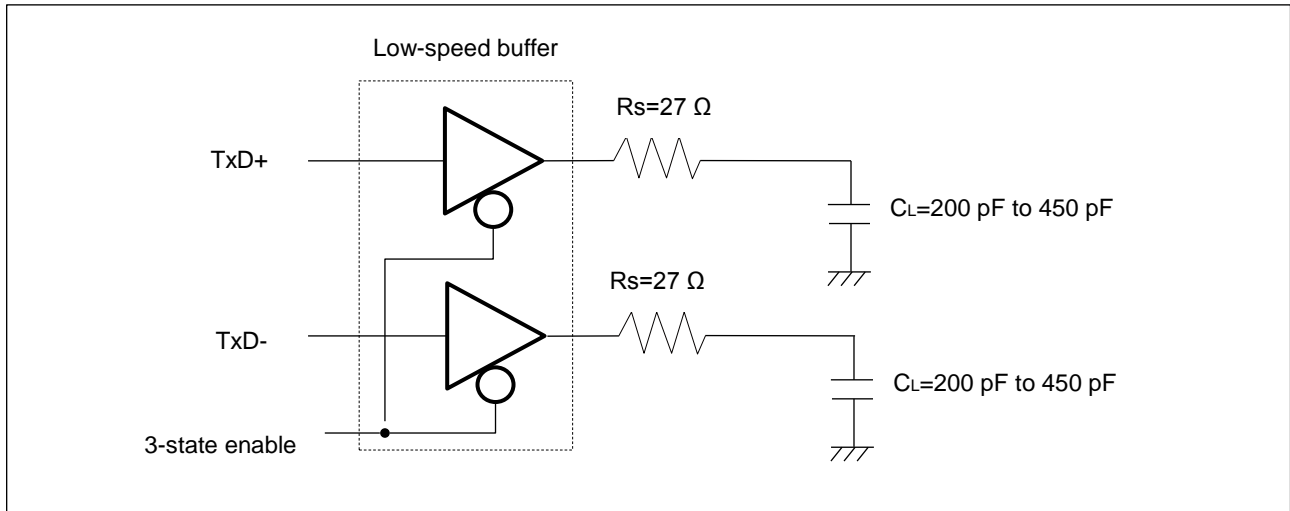 Low-speed buffer
Rs=27 Ω
TxD+
CL=200 pF to 450 pF
Rs=27 Ω
TxD-
CL=200 pF to 450 pF
3-state enable